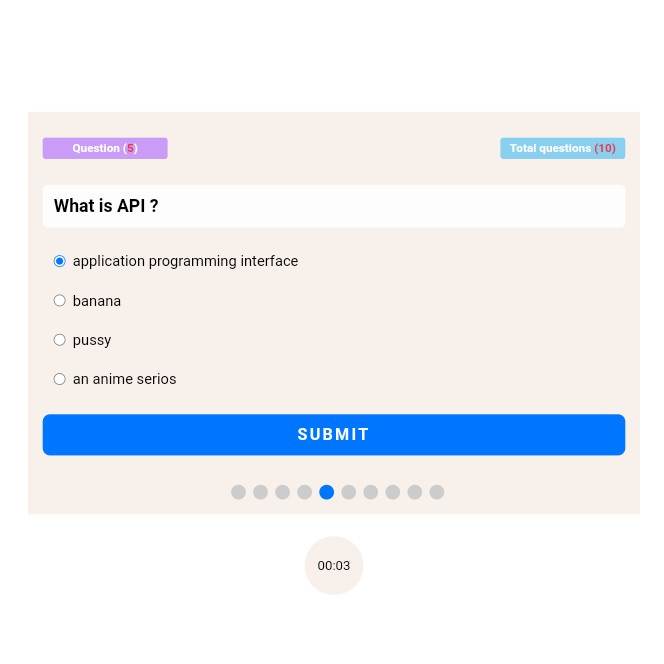 Question (5)
Total questions (10)
What is API ?
application programming interface
banana
pussy
an anime serios
SUBMIT
00:03